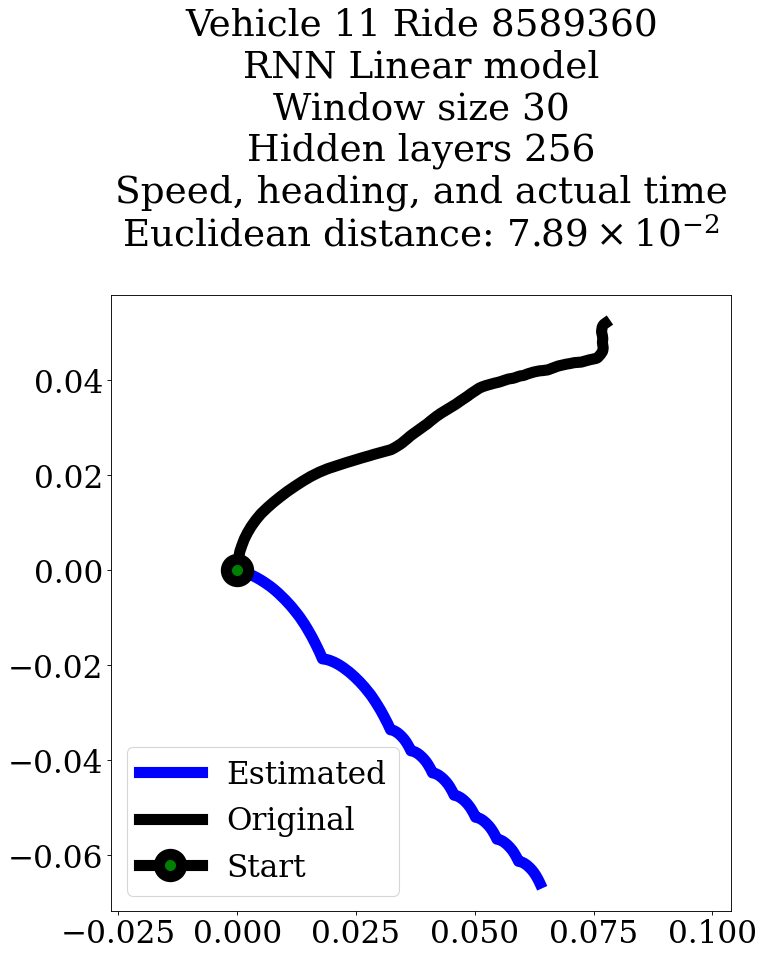 Vehicle 11 Ride 8589360
RNN Linear model
Window size 30
Hidden layers 256
Speed, heading, and actual time
Euclidean distance: 7.89 × 10⁻²
0.04
0.02
0.00
−0.02
−0.04
−0.06
Estimated
Original
Start
−0.025 0.000 0.025 0.050 0.075 0.100